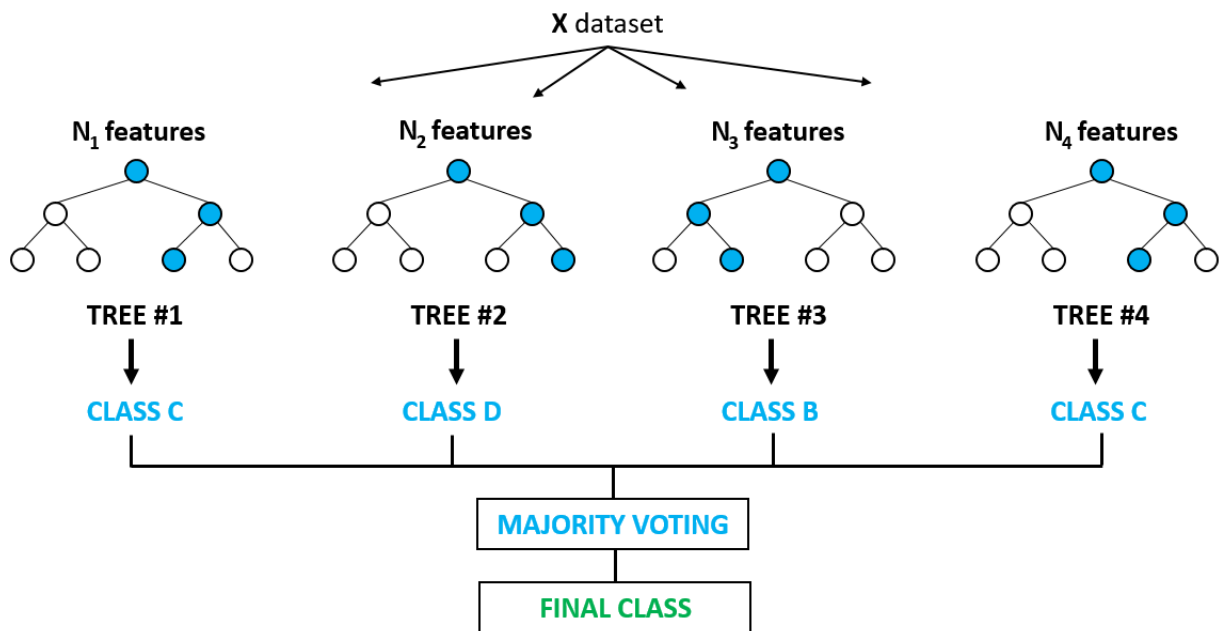 X dataset
N₁ features
N₂ features
N₃ features
N₄ features
TREE #1
TREE #2
TREE #3
TREE #4
CLASS C
CLASS D
CLASS B
CLASS C
MAJORITY VOTING
FINAL CLASS